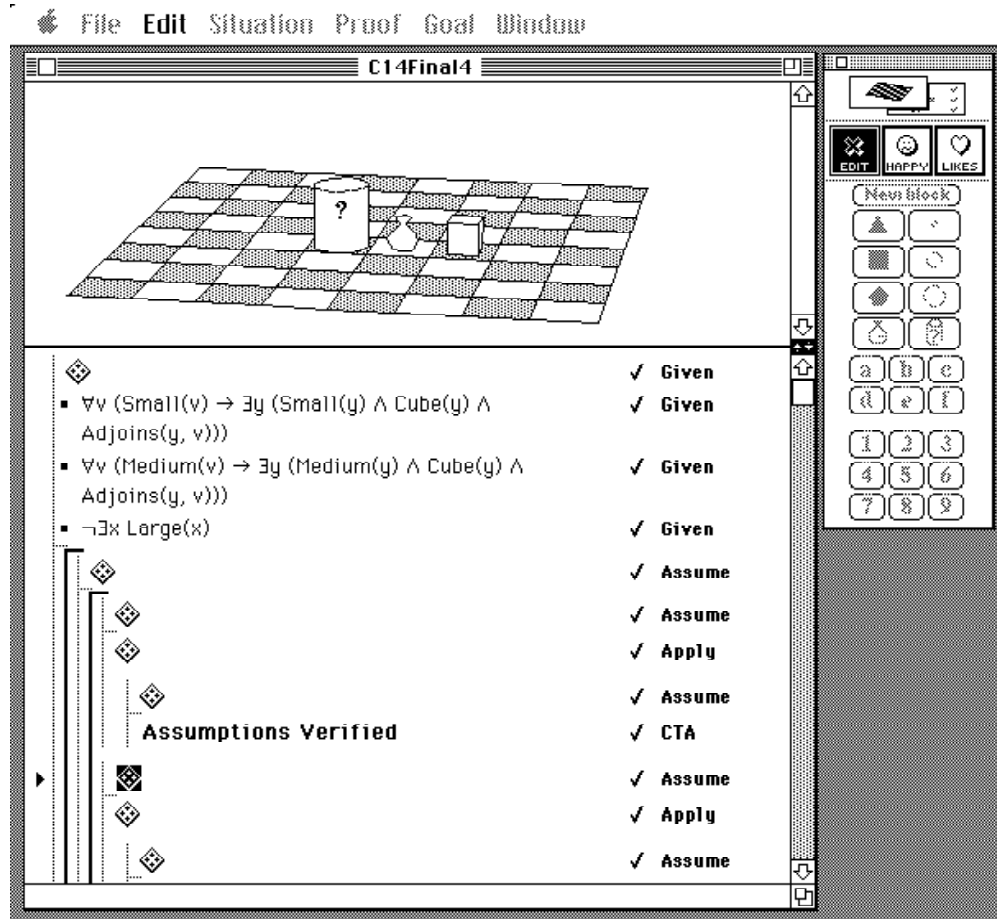 File Edit Situation Proof Goal Window
C14Final4
?
EDIT HAPPY LIKES
New block
?
a b c
d e f
1 2 3
4 5 6
7 8 9
✓ Given
▪ ∀v (Small(v) → ∃y (Small(y) ∧ Cube(y) ∧ ✓ Given
Adjoins(y, v)))
▪ ∀v (Medium(v) → ∃y (Medium(y) ∧ Cube(y) ∧ ✓ Given
Adjoins(y, v)))
▪ ¬∃x Large(x) ✓ Given
✓ Assume
✓ Assume
✓ Apply
✓ Assume
Assumptions Verified ✓ CTA
✓ Assume
✓ Apply
✓ Assume